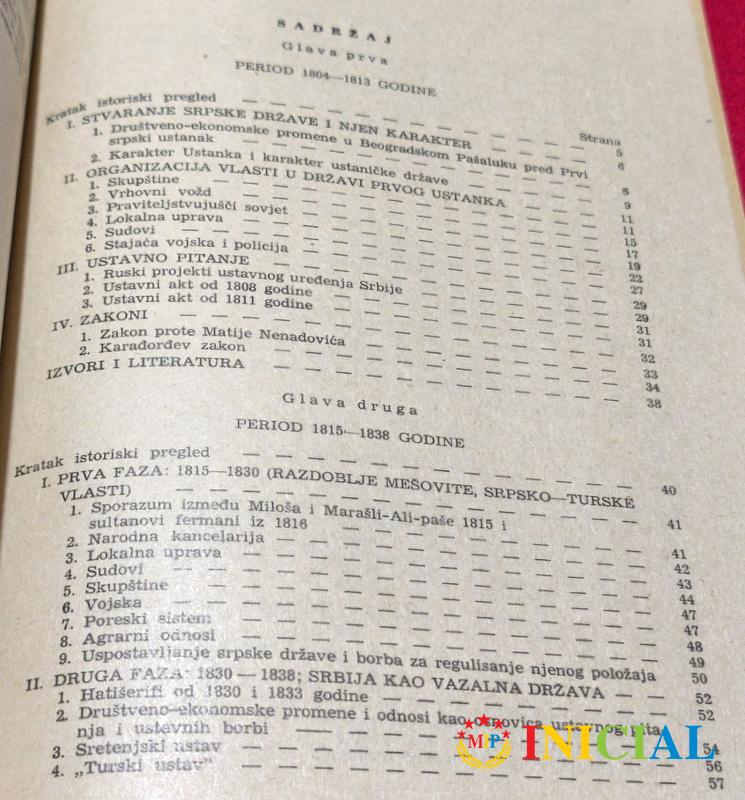 SADRŽAJ
Glava prva
PERIOD 1804—1813 GODINE
Strana
Kratak istoriski pregled — — — — — — — — — — 5
I. STVARANJE SRPSKE DRŽAVE I NJEN KARAKTER — — — — 6
1. Društveno-ekonomske promene u Beogradskom Pašaluku pred Prvi
srpski ustanak — — — — — — — — — — 6
2. Karakter Ustanka i karakter ustaničke države — — — — 9
II. ORGANIZACIJA VLASTI U DRŽAVI PRVOG USTANKA — — — 11
1. Skupštine — — — — — — — — — — 11
2. Vrhovni vožd — — — — — — — — — — 15
3. Praviteljstvujušči sovjet — — — — — — — — 17
4. Lokalna uprava — — — — — — — — — — 19
5. Sudovi — — — — — — — — — — 22
6. Stajaća vojska i policija — — — — — — — — 27
III. USTAVNO PITANJE — — — — — — — — — — 29
1. Ruski projekti ustavnog uređenja Srbije — — — — — 29
2. Ustavni akt od 1808 godine — — — — — — — 31
3. Ustavni akt od 1811 godine — — — — — — — 31
IV. ZAKONI — — — — — — — — — — 32
1. Zakon prote Matije Nenadovića — — — — — — — 33
2. Karađorđev zakon — — — — — — — — — 34
IZVORI I LITERATURA — — — — — — — — — 38
Glava druga
PERIOD 1815—1838 GODINE
Kratak istoriski pregled — — — — — — — — — — 40
I. PRVA FAZA: 1815—1830 (RAZDOBLJE MEŠOVITE, SRPSKO—TURSKE
VLASTI) — — — — — — — — — — 41
1. Sporazum između Miloša i Marašli-Ali-paše 1815 i
sultanovi fermani iz 1816 — — — — — — — 41
2. Narodna kancelarija — — — — — — — — — 42
3. Lokalna uprava — — — — — — — — — — 43
4. Sudovi — — — — — — — — — — 44
5. Skupštine — — — — — — — — — — 47
6. Vojska — — — — — — — — — — 47
7. Poreski sistem — — — — — — — — — — 48
8. Agrarni odnosi — — — — — — — — — — 49
9. Uspostavljanje srpske države i borba za regulisanje njenog položaja 50
II. DRUGA FAZA: 1830—1838; SRBIJA KAO VAZALNA DRŽAVA — — 52
1. Hatišerifi od 1830 i 1833 godine — — — — — — — 52
2. Društveno-ekonomske promene i odnosi kao osnovica ustavnog pita
nja i ustavnih borbi — — — — — — — — 54
3. Sretenjski ustav — — — — — — — — — — 56
4. „Turski ustav” — — — — — — — — — — 57
MP INICIAL